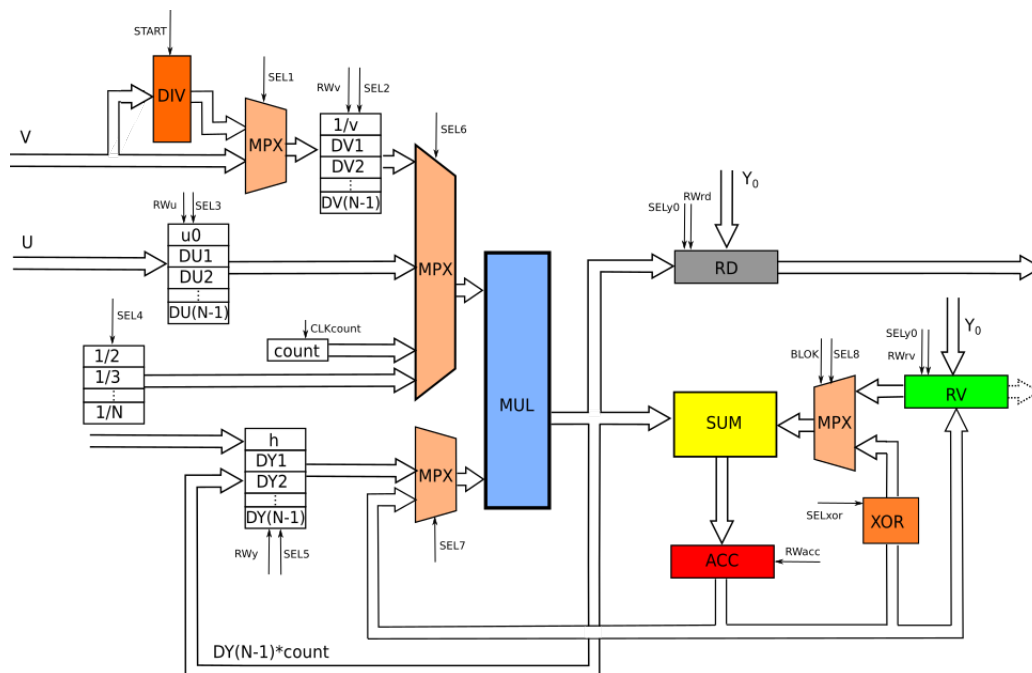 START
DIV
SEL1
V
MPX
RWv
SEL2
1/v
DV1
DV2
DV(N-1)
SEL6
RWu
SEL3
U
u0
DU1
DU2
DU(N-1)
MPX
SEL4
CLKcount
count
1/2
1/3
1/N
MUL
h
DY1
DY2
DY(N-1)
RWy
SEL5
MPX
SEL7
DY(N-1)*count
Y0
SELy0
RWrd
RD
Y0
SELy0
RWrv
RV
BLOK
SEL8
MPX
SUM
SELxor
XOR
ACC
RWacc